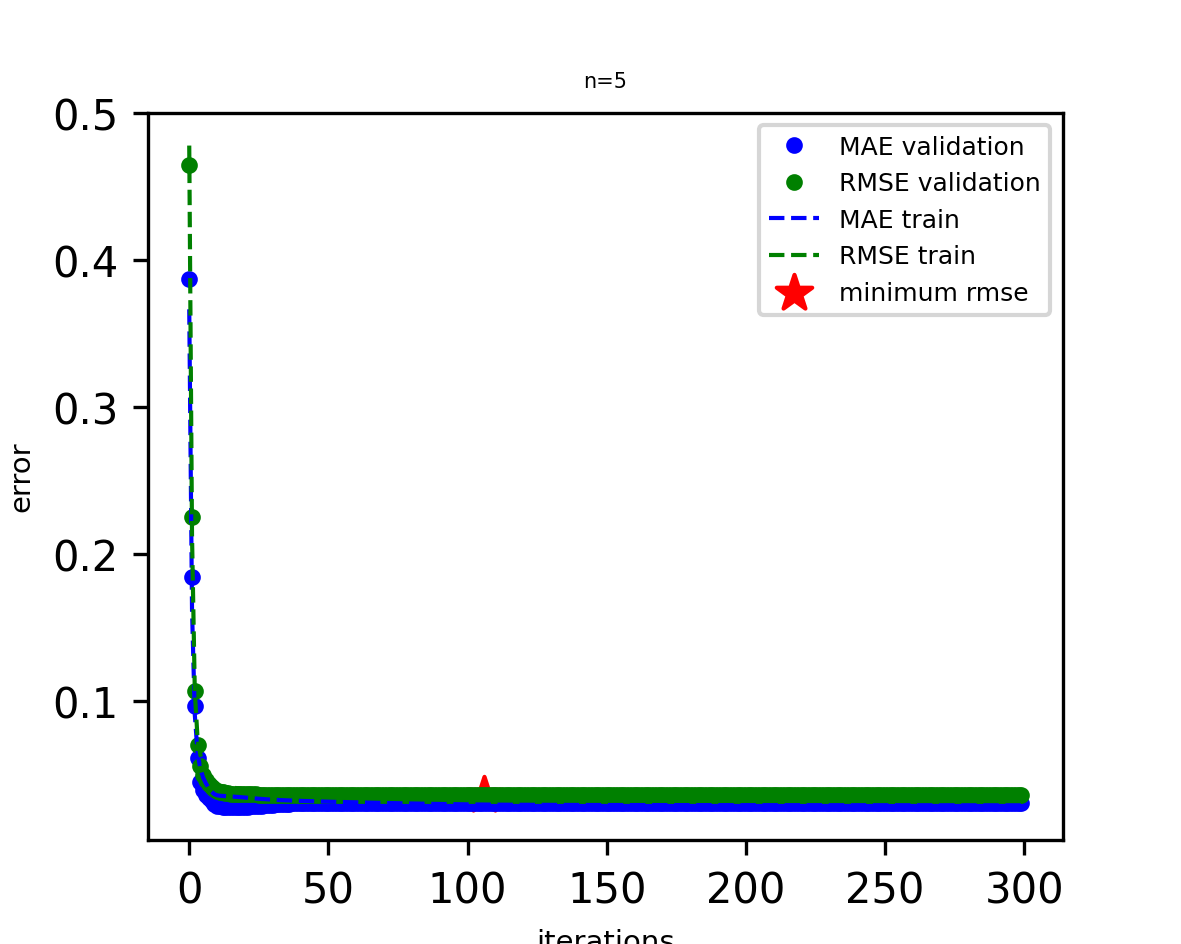 n=5
0.5
0.4
0.3
0.2
0.1
error
MAE validation
RMSE validation
MAE train
RMSE train
minimum rmse
0 50 100 150 200 250 300
iterations